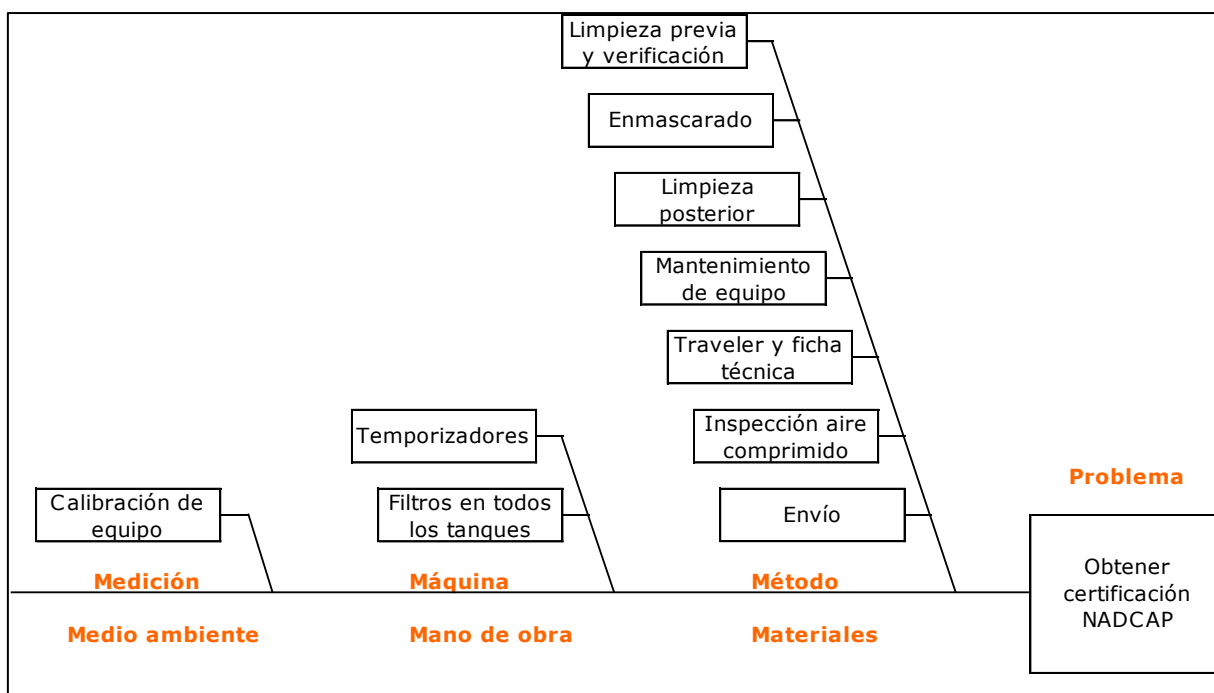 Limpieza previa
y verificación
Enmascarado
Limpieza
posterior
Mantenimiento
de equipo
Traveler y ficha
técnica
Temporizadores
Inspección aire
comprimido
Problema
Calibración de
equipo
Filtros en todos
los tanques
Envío
Medición
Máquina
Método
Obtener
certificación
NADCAP
Medio ambiente
Mano de obra
Materiales